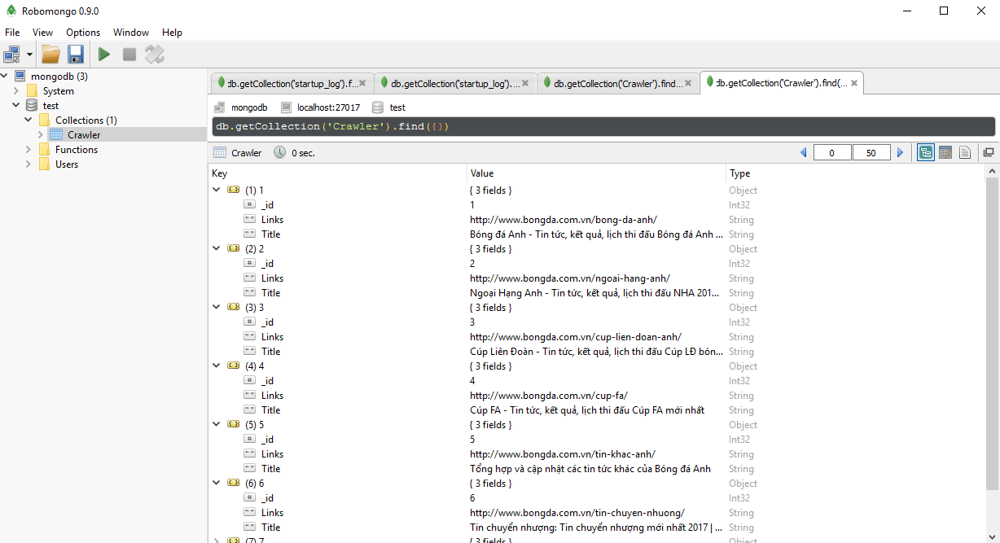 Robomongo 0.9.0
File View Options Window Help
mongodb (3)
System
test
Collections (1)
Crawler
Functions
Users
db.getCollection('startup_log').f... db.getCollection('startup_log'). ... db.getCollection('Crawler').find... db.getCollection('Crawler').find(...
mongodb localhost:27017 test
db.getCollection('Crawler').find({})
Crawler 0 sec. 0 50
Key Value Type
(1) 1 { 3 fields } Object
_id 1 Int32
Links http://www.bongda.com.vn/bong-da-anh/ String
Title Bóng đá Anh - Tin tức, kết quả, lịch thi đấu Bóng đá Anh ... String
(2) 2 { 3 fields } Object
_id 2 Int32
Links http://www.bongda.com.vn/ngoai-hang-anh/ String
Title Ngoại Hạng Anh - Tin tức, kết quả, lịch thi đấu NHA 201... String
(3) 3 { 3 fields } Object
_id 3 Int32
Links http://www.bongda.com.vn/cup-lien-doan-anh/ String
Title Cúp Liên Đoàn - Tin tức, kết quả, lịch thi đấu Cúp LĐ bón... String
(4) 4 { 3 fields } Object
_id 4 Int32
Links http://www.bongda.com.vn/cup-fa/ String
Title Cúp FA - Tin tức, kết quả, lịch thi đấu Cúp FA mới nhất String
(5) 5 { 3 fields } Object
_id 5 Int32
Links http://www.bongda.com.vn/tin-khac-anh/ String
Title Tổng hợp và cập nhật các tin tức khác của Bóng đá Anh String
(6) 6 { 3 fields } Object
_id 6 Int32
Links http://www.bongda.com.vn/tin-chuyen-nhuong/ String
Title Tin chuyển nhượng: Tin chuyển nhượng mới nhất 2017 | ... String
(7) 7 { 3 fields } Object